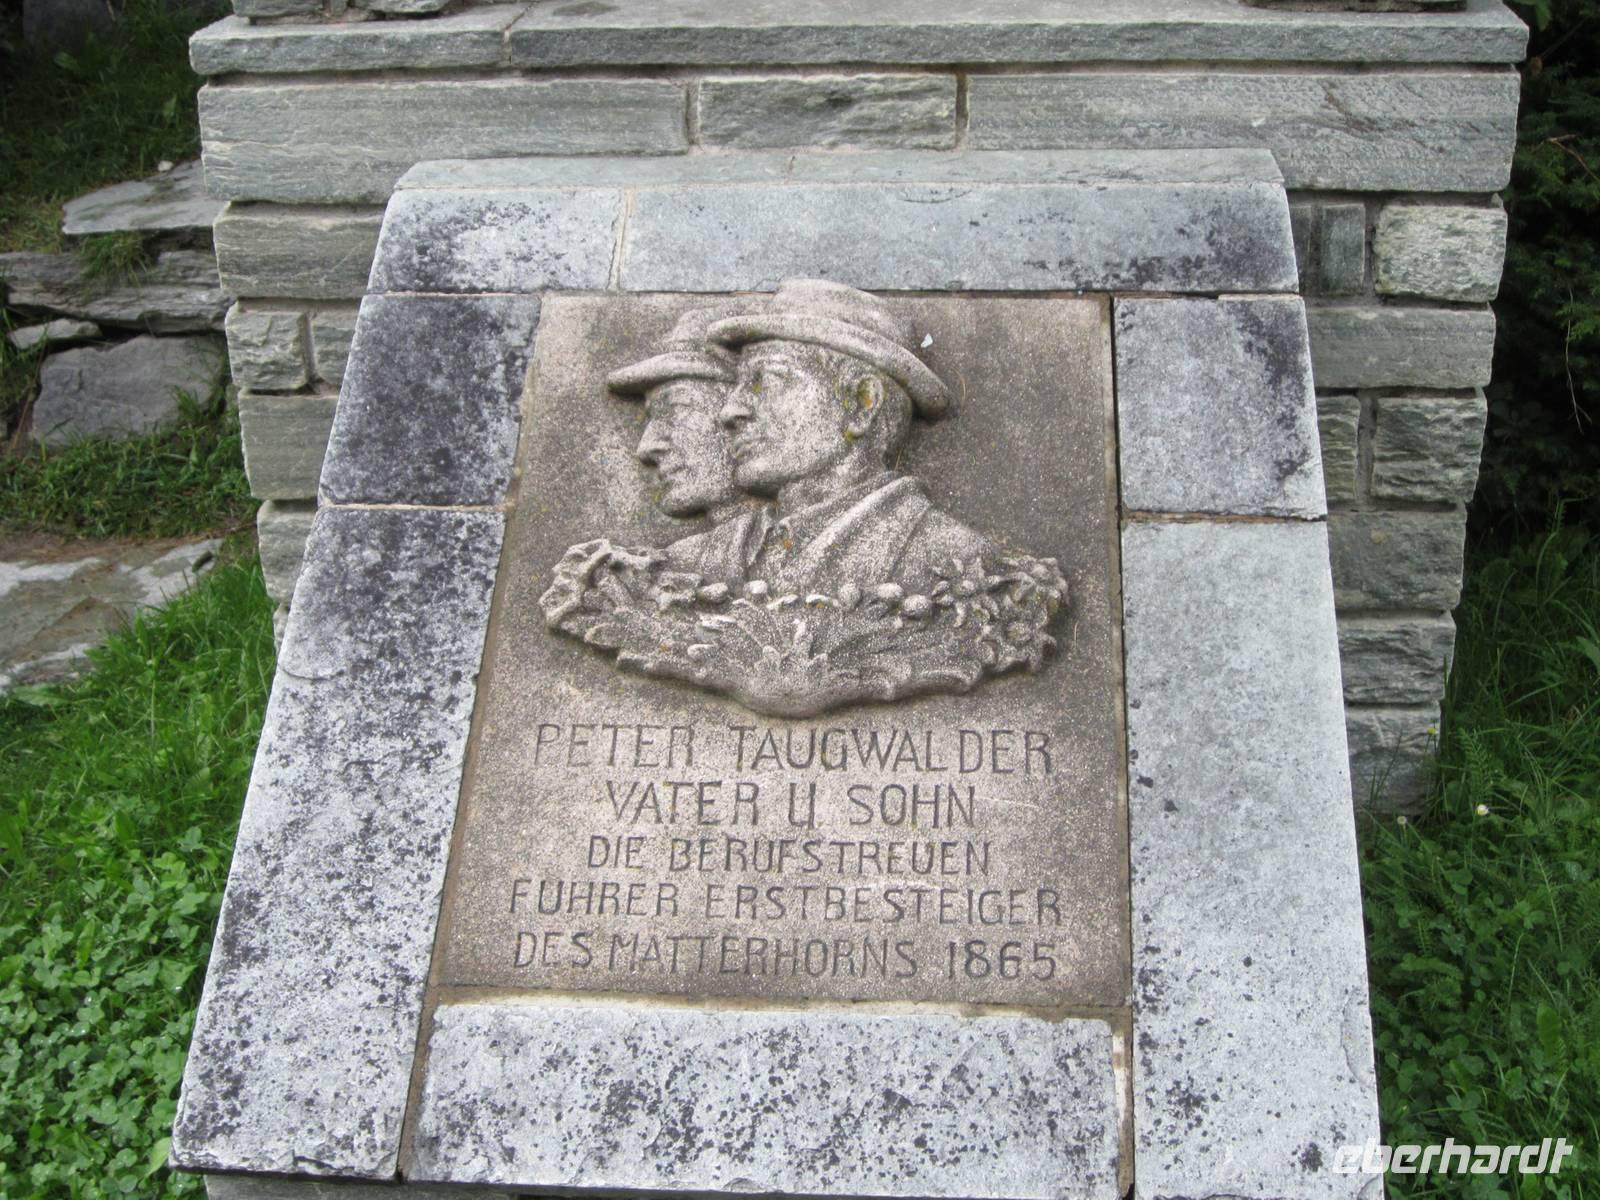 PETER TAUGWALDER
VATER U. SOHN
DIE BERUFSTREUEN
FUHRER ERSTBESTEIGER
DES MATTERHORNS 1865
eberhardt